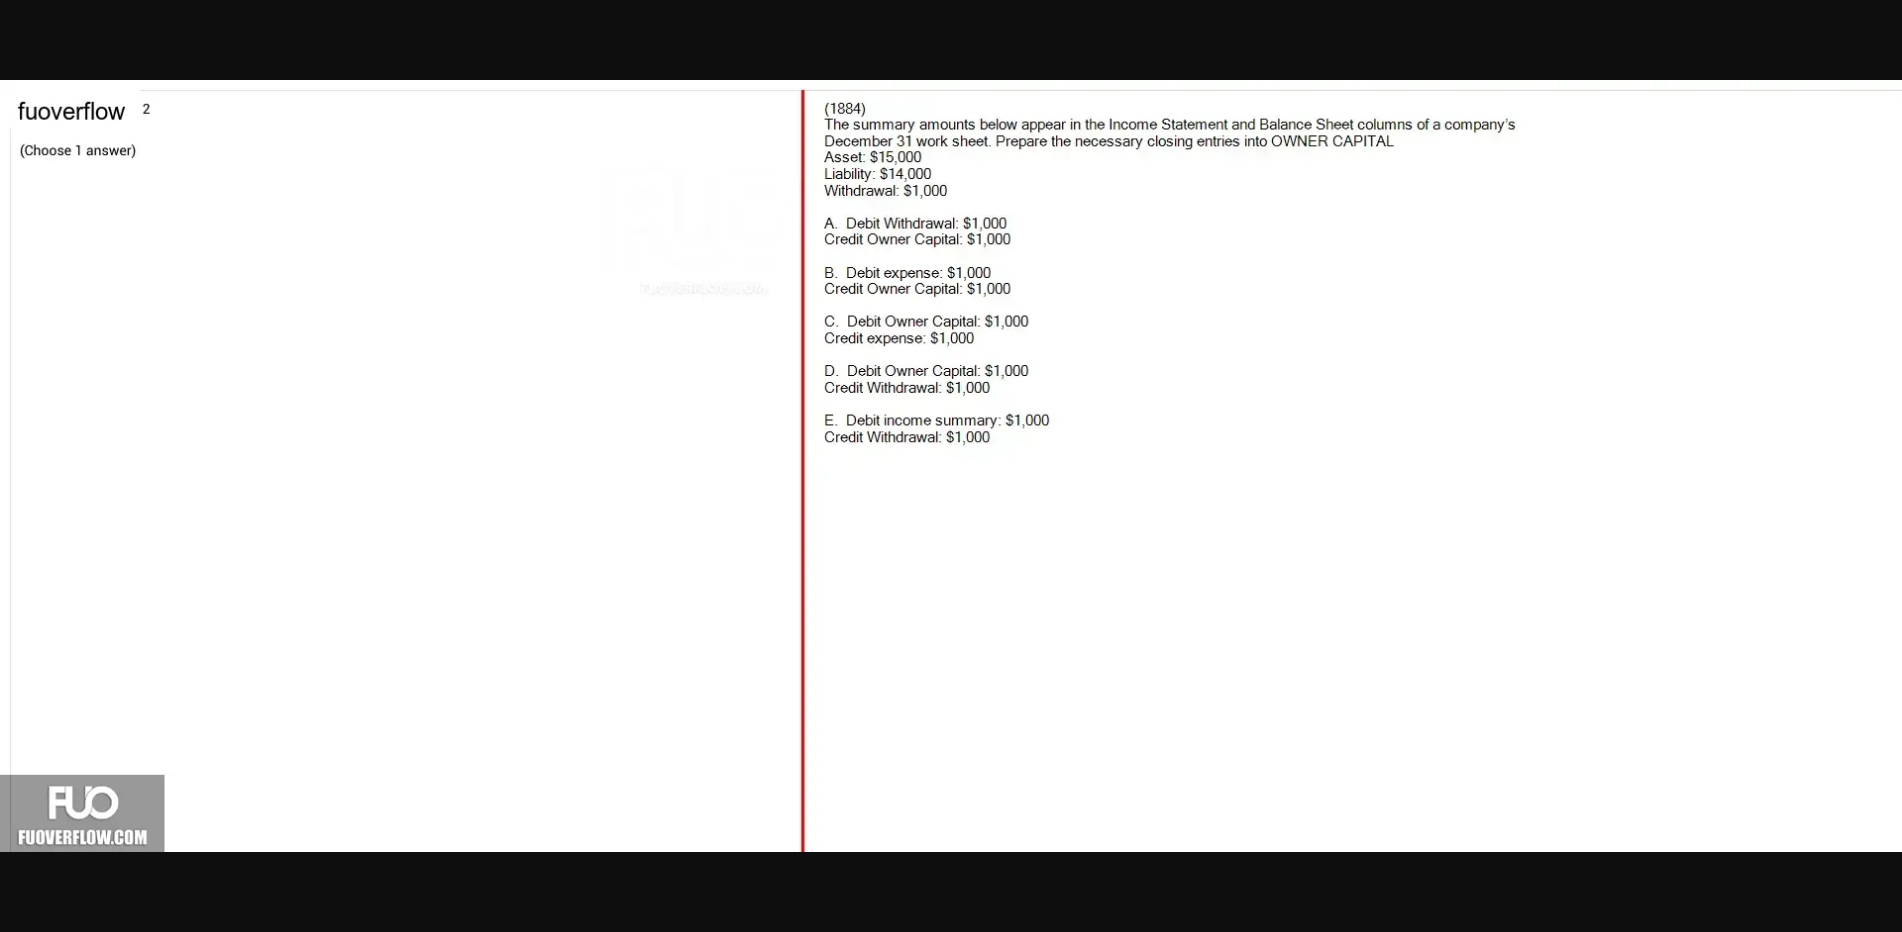 fuoverflow 2
(Choose 1 answer)
(1884)
The summary amounts below appear in the Income Statement and Balance Sheet columns of a company's
December 31 work sheet. Prepare the necessary closing entries into OWNER CAPITAL
Asset: $15,000
Liability: $14,000
Withdrawal: $1,000
A. Debit Withdrawal: $1,000
Credit Owner Capital: $1,000
B. Debit expense: $1,000
Credit Owner Capital: $1,000
C. Debit Owner Capital: $1,000
Credit expense: $1,000
D. Debit Owner Capital: $1,000
Credit Withdrawal: $1,000
E. Debit income summary: $1,000
Credit Withdrawal: $1,000
FUO
FUOVERFLOW.COM
FUO
FUOVERFLOW.COM